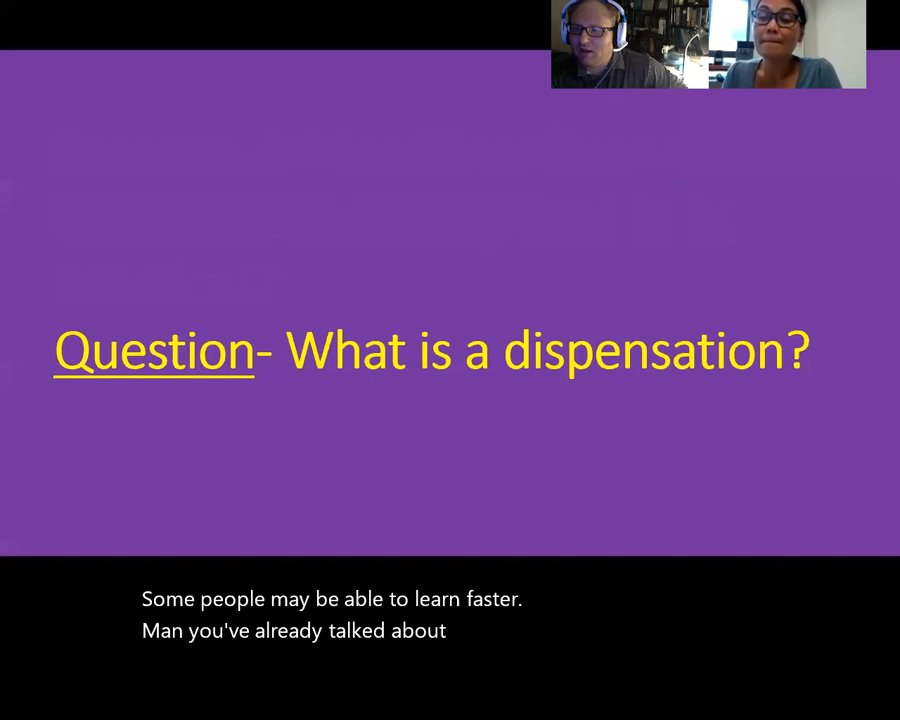 Question- What is a dispensation?
Some people may be able to learn faster.
Man you've already talked about